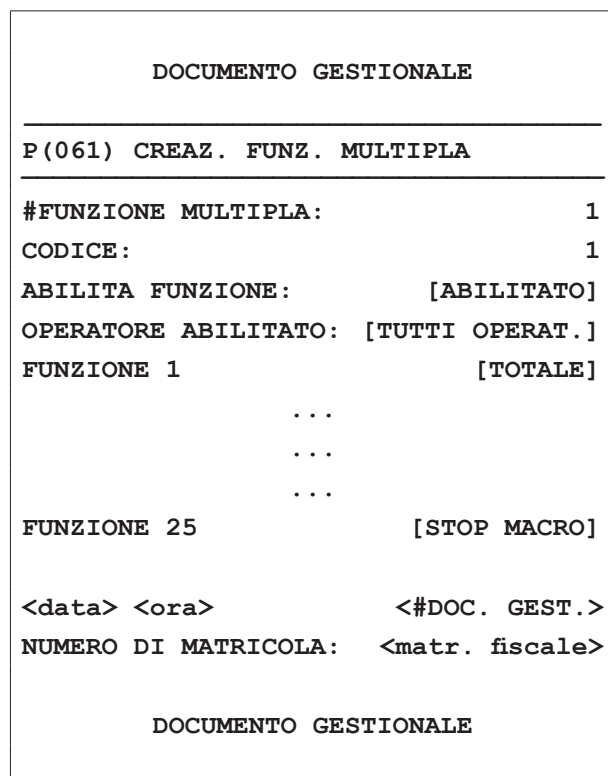 DOCUMENTO GESTIONALE
P(061) CREAZ. FUNZ. MULTIPLA
#FUNZIONE MULTIPLA: 1
CODICE: 1
ABILITA FUNZIONE: [ABILITATO]
OPERATORE ABILITATO: [TUTTI OPERAT.]
FUNZIONE 1 [TOTALE]
...
...
...
FUNZIONE 25 [STOP MACRO]
<data> <ora> <#DOC. GEST.>
NUMERO DI MATRICOLA: <matr. fiscale>
DOCUMENTO GESTIONALE